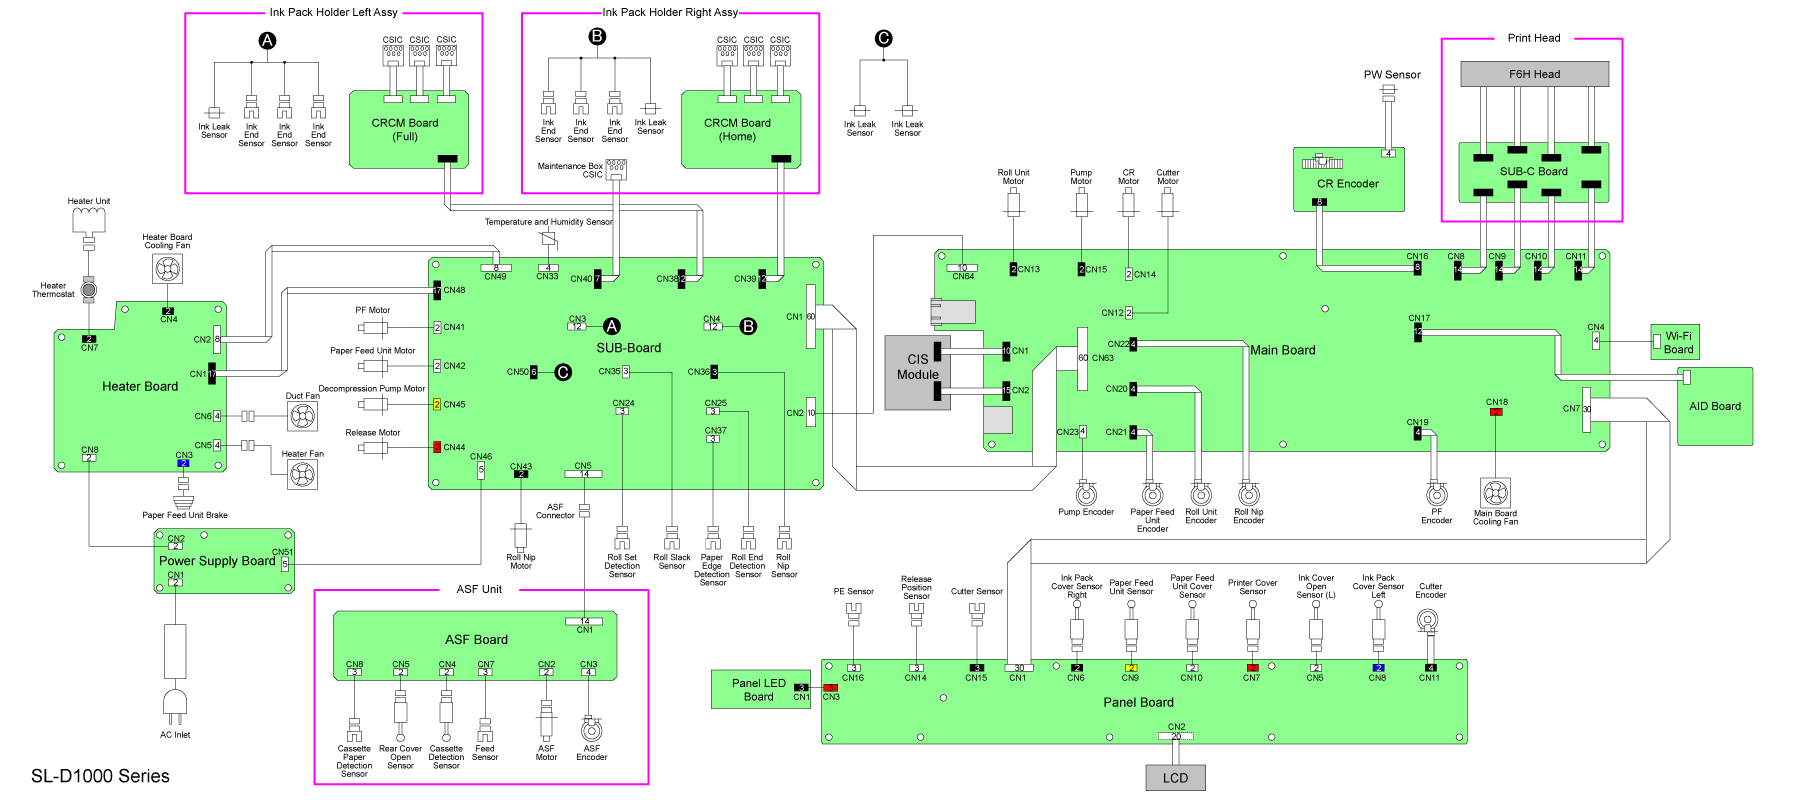 Ink Pack Holder Left Assy
A
CSIC CSIC CSIC
CRCM Board
(Full)
Ink Leak
Sensor
Ink
End
Sensor
Ink
End
Sensor
Ink
End
Sensor
Ink Pack Holder Right Assy
B
CSIC CSIC CSIC
CRCM Board
(Home)
Ink
End
Sensor
Ink
End
Sensor
Ink
End
Sensor
Ink Leak
Sensor
Maintenance Box
CSIC
C
Ink Leak
Sensor
Ink Leak
Sensor
Print Head
F6H Head
SUB-C Board
PW Sensor
4
CR Encoder
8
Heater Unit
Heater
Thermostat
Heater Board
Cooling Fan
2
CN4
2
CN7
CN2 8
CN1 17
Heater Board
CN6 4
CN5 4
CN3
2
CN8
2
Duct Fan
Heater Fan
Paper Feed Unit Brake
CN2
2
CN51
5
Power Supply Board
CN1
2
AC Inlet
SL-D1000 Series
Temperature and Humidity Sensor
8
CN49
4
CN33
CN40 7
CN38 12
CN39 12
17 CN48
PF Motor
2 CN41
Paper Feed Unit Motor
2 CN42
Decompression Pump Motor
2 CN45
Release Motor
2 CN44
CN3
12 A
CN4
12 B
CN1 60
SUB-Board
CN50 6 C
CN35 3
CN36 3
CN24
3
CN25
3
CN37
3
CN2 10
CN46
5
CN43
2
CN5
14
ASF
Connector
Roll Nip
Motor
Roll Set
Detection
Sensor
Roll Slack
Sensor
Paper
Edge
Detection
Sensor
Roll End
Detection
Sensor
Roll
Nip
Sensor
ASF Unit
14
CN1
ASF Board
CN8
3
CN5
2
CN4
2
CN7
3
CN2
2
CN3
4
Cassette
Paper
Detection
Sensor
Rear Cover
Open
Sensor
Cassette
Detection
Sensor
Feed
Sensor
ASF
Motor
ASF
Encoder
Roll Unit
Motor
Pump
Motor
CR
Motor
Cutter
Motor
10
CN64
2 CN13
2 CN15
2 CN14
CN12 2
CN16
8
CN8
14
CN9
14
CN10
14
CN11
14
CIS
Module
10 CN1
15 CN2
60 CN63
CN22 4
CN20 4
CN23 4
CN21 4
Main Board
CN17
12
CN4
4
Wi-Fi
Board
CN18
2
CN19
4
CN7 30
AID Board
Pump Encoder
Paper Feed
Unit
Encoder
Roll Unit
Encoder
Roll Nip
Encoder
PF
Encoder
Main Board
Cooling Fan
PE Sensor
Release
Position
Sensor
Cutter Sensor
Ink Pack
Cover Sensor
Right
Paper Feed
Unit Sensor
Paper Feed
Unit Cover
Sensor
Printer Cover
Sensor
Ink Cover
Open
Sensor (L)
Ink Pack
Cover Sensor
Left
Cutter
Encoder
3
CN16
3
CN14
3
CN15
30
CN1
2
CN6
2
CN9
2
CN10
2
CN7
2
CN5
2
CN8
4
CN11
Panel LED
Board
3
CN1
3
CN3
Panel Board
CN2
20
LCD